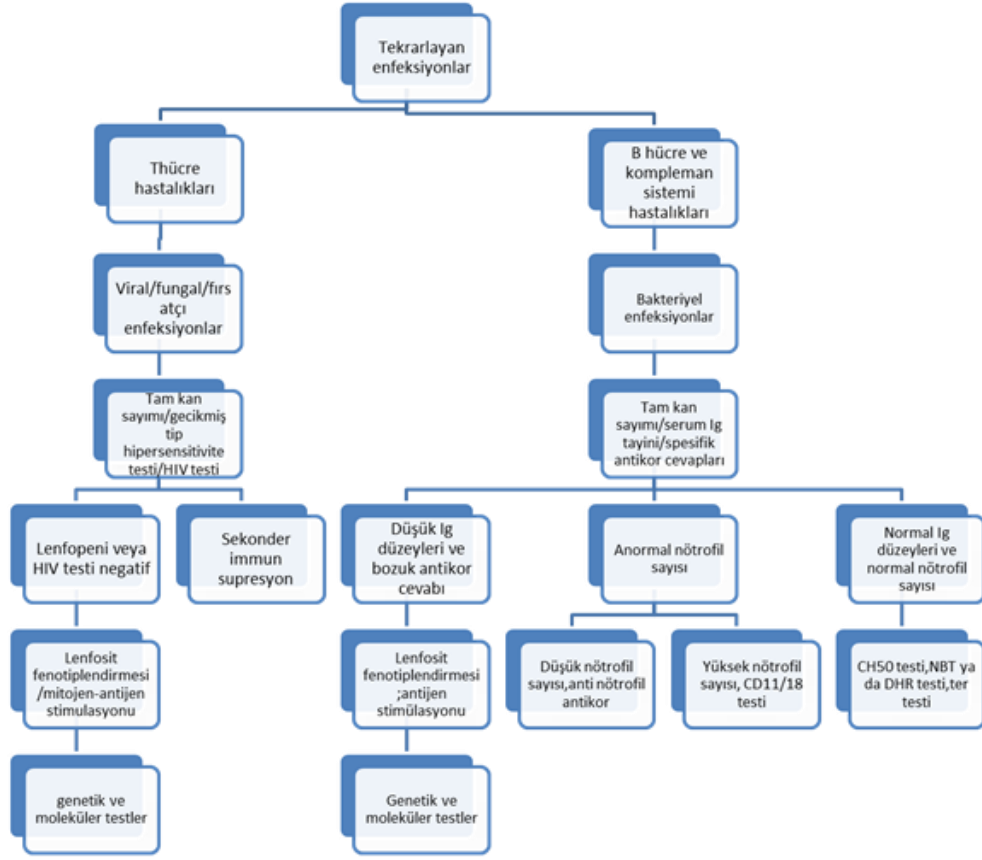 Tekrarlayan
enfeksiyonlar
Thücre
hastalıkları
B hücre ve
kompleman
sistemi
hastalıkları
Viral/fungal/fırs
atçı
enfeksiyonlar
Bakteriyel
enfeksiyonlar
Tam kan
sayımı/gecikmiş
tip
hipersensitivite
testi/HIV testi
Tam kan
sayımı/serum Ig
tayini/spesifik
antikor cevapları
Lenfopeni veya
HIV testi negatif
Sekonder
immun
supresyon
Düşük Ig
düzeyleri ve
bozuk antikor
cevabı
Anormal nötrofil
sayısı
Normal Ig
düzeyleri ve
normal nötrofil
sayısı
Lenfosit
fenotiplendirmesi
/mitojen-antijen
stimulasyonu
Lenfosit
fenotiplendirmesi
;antijen
stimülasyonu
Düşük nötrofil
sayısı,anti nötrofil
antikor
Yüksek nötrofil
sayısı, CD11/18
testi
CH50 testi,NBT ya
da DHR testi,ter
testi
genetik ve
moleküler testler
Genetik ve
moleküler testler